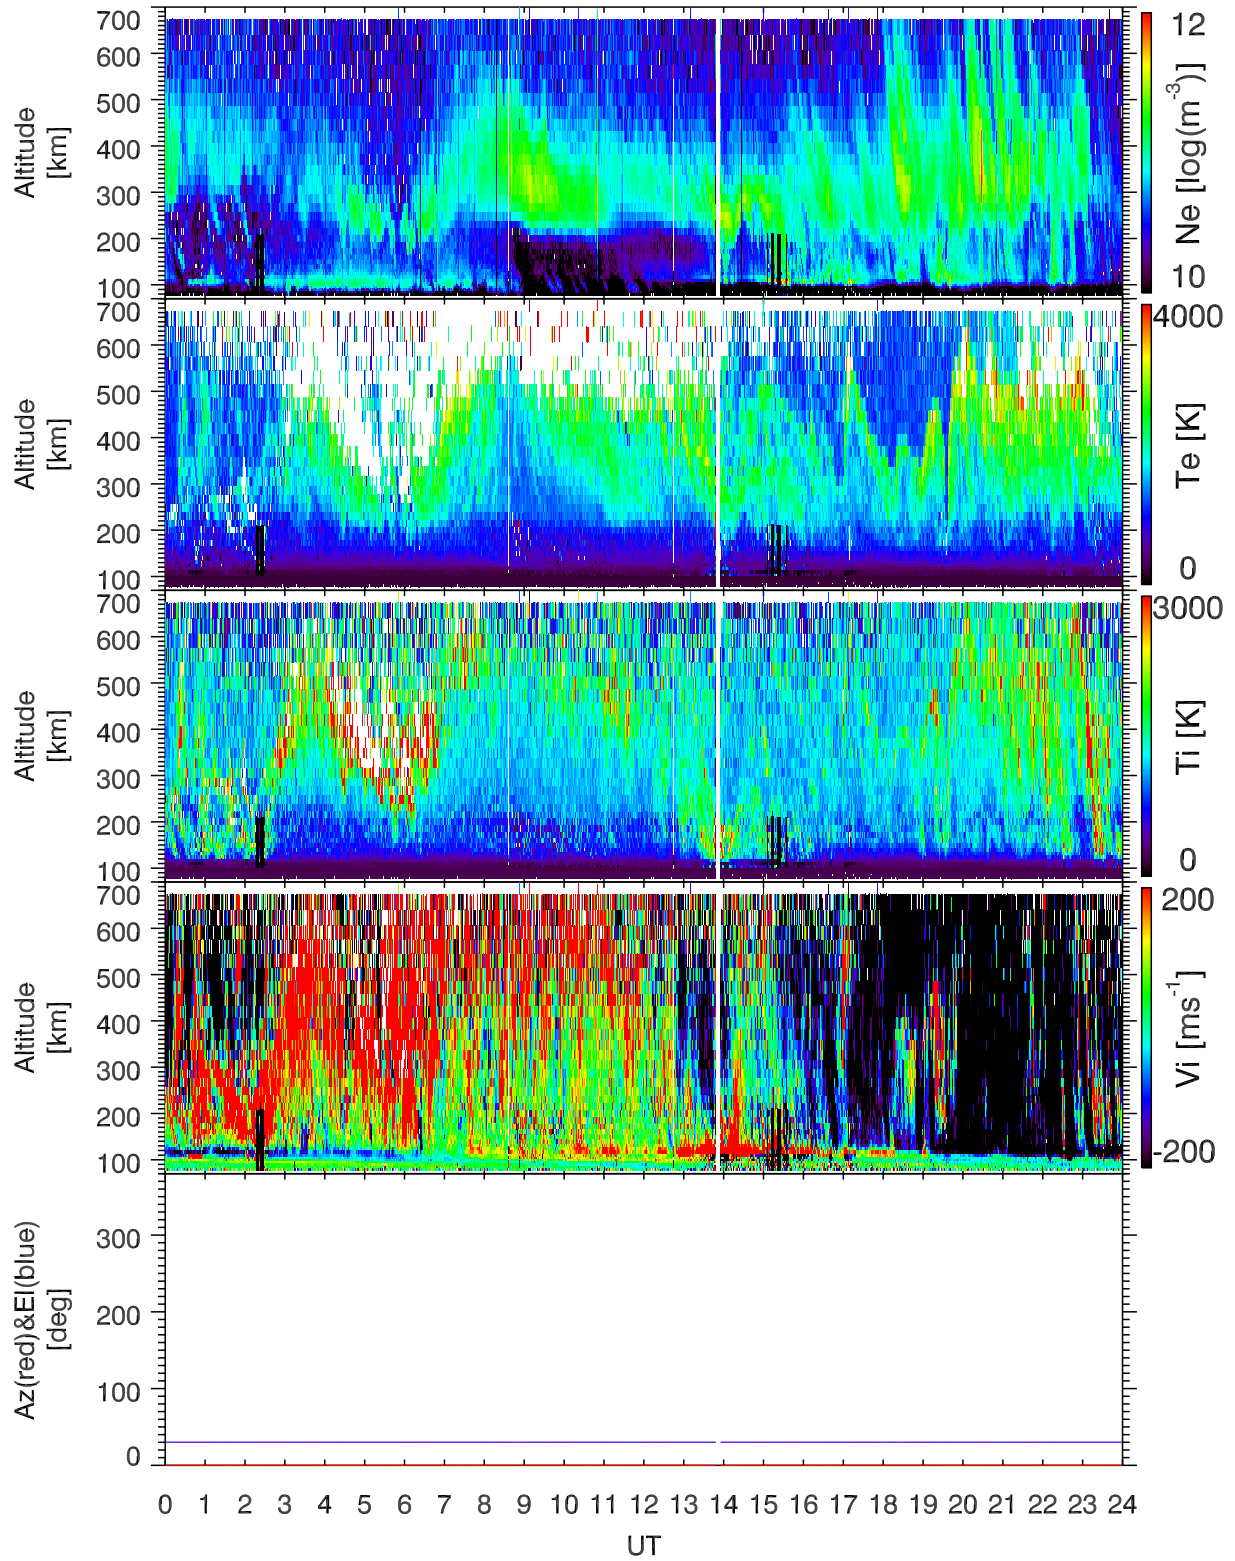 700
600
500
400
300
200
100
Altitude
[km]
12
10
Ne [log(m⁻³)]
700
600
500
400
300
200
100
Altitude
[km]
4000
0
Te [K]
700
600
500
400
300
200
100
Altitude
[km]
3000
0
Ti [K]
700
600
500
400
300
200
100
Altitude
[km]
200
-200
Vi [ms⁻¹]
300
200
100
0
Az(red)&El(blue)
[deg]
0 1 2 3 4 5 6 7 8 9 10 11 12 13 14 15 16 17 18 19 20 21 22 23 24
UT